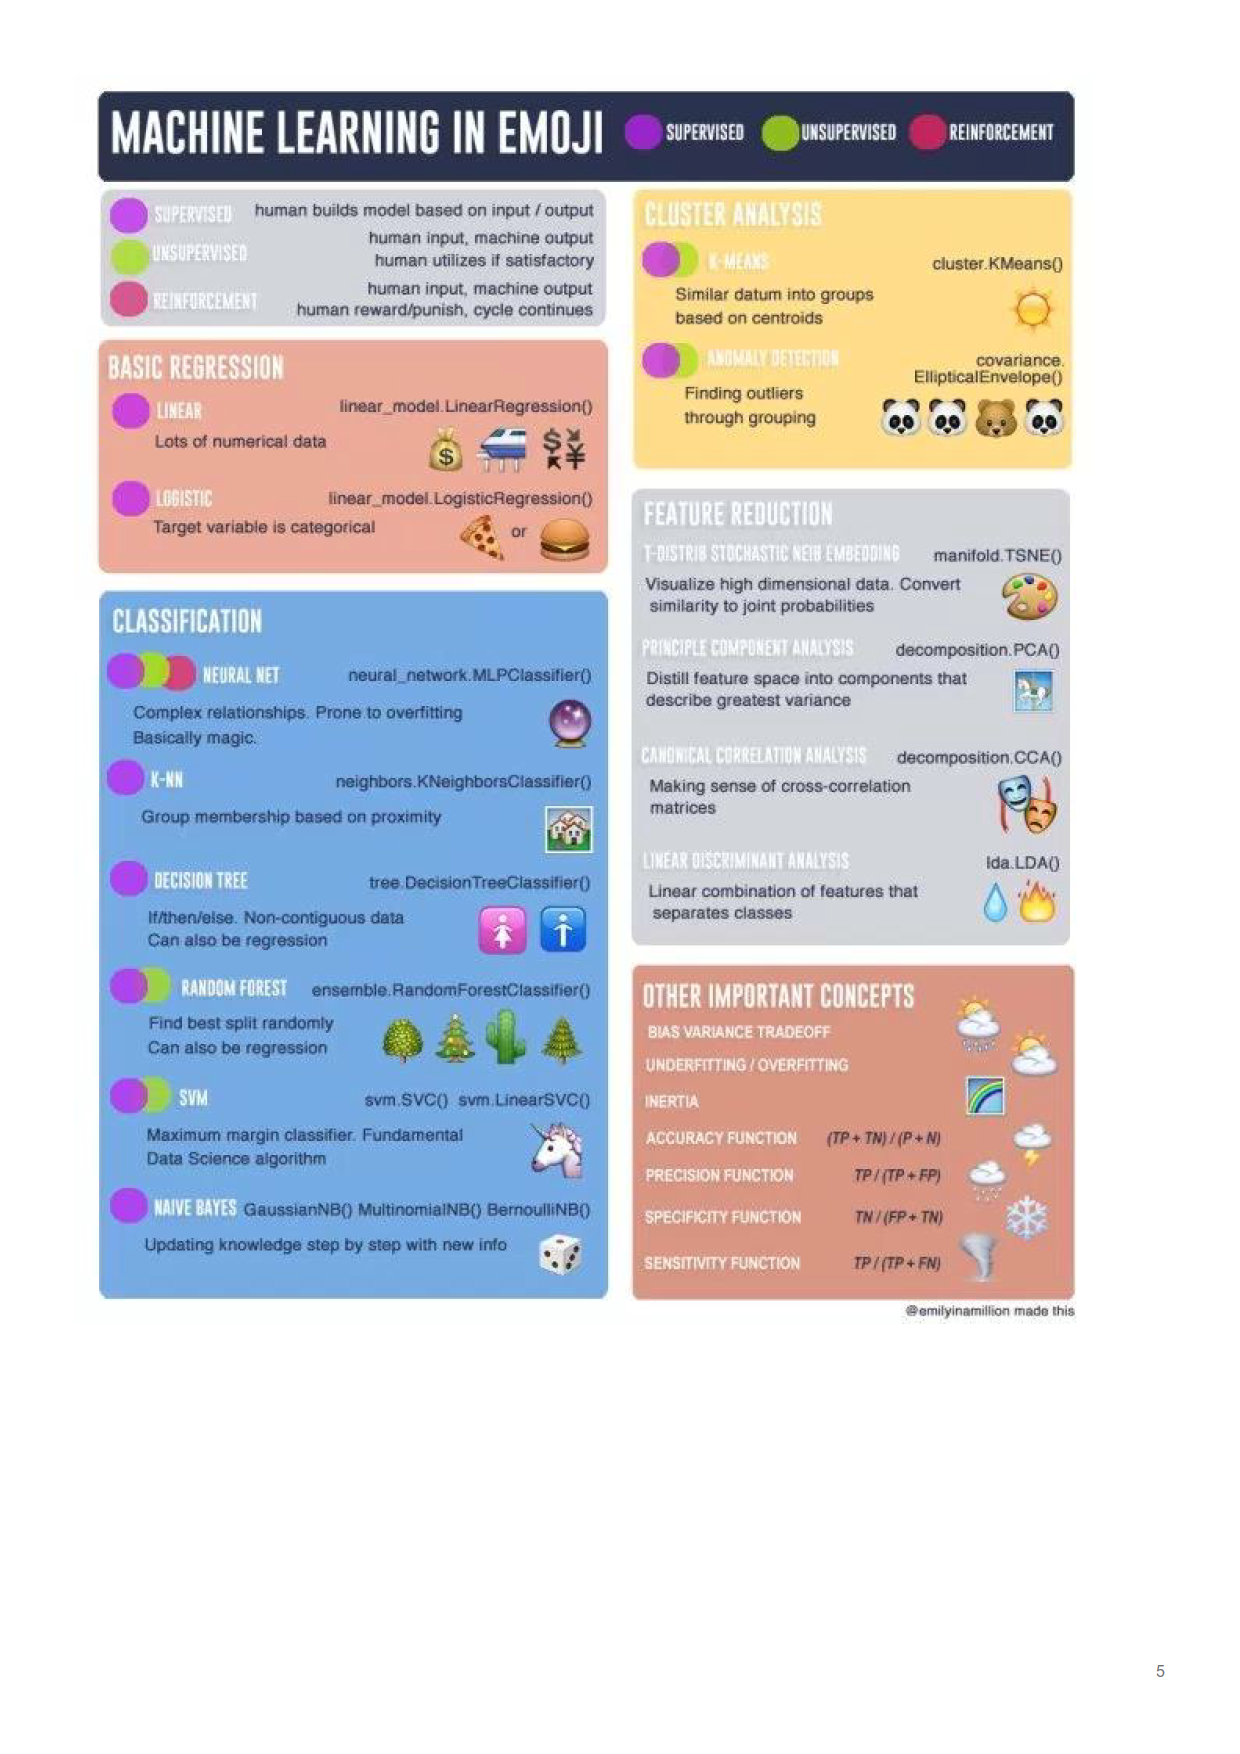 MACHINE LEARNING IN EMOJI
SUPERVISED
UNSUPERVISED
REINFORCEMENT
SUPERVISED human builds model based on input / output
UNSUPERVISED human input, machine output
human utilizes if satisfactory
REINFORCEMENT human input, machine output
human reward/punish, cycle continues
BASIC REGRESSION
LINEAR linear_model.LinearRegression()
Lots of numerical data
LOGISTIC linear_model.LogisticRegression()
Target variable is categorical
or
CLASSIFICATION
NEURAL NET neural_network.MLPClassifier()
Complex relationships. Prone to overfitting
Basically magic.
K-NN neighbors.KNeighborsClassifier()
Group membership based on proximity
DECISION TREE tree.DecisionTreeClassifier()
If/then/else. Non-contiguous data
Can also be regression
RANDOM FOREST ensemble.RandomForestClassifier()
Find best split randomly
Can also be regression
SVM svm.SVC() svm.LinearSVC()
Maximum margin classifier. Fundamental
Data Science algorithm
NAIVE BAYES GaussianNB() MultinomialNB() BernoulliNB()
Updating knowledge step by step with new info
CLUSTER ANALYSIS
K-MEANS cluster.KMeans()
Similar datum into groups
based on centroids
ANOMALY DETECTION covariance.
EllipticalEnvelope()
Finding outliers
through grouping
FEATURE REDUCTION
T-DISTRIB STOCHASTIC NEIB EMBEDDING manifold.TSNE()
Visualize high dimensional data. Convert
similarity to joint probabilities
PRINCIPLE COMPONENT ANALYSIS decomposition.PCA()
Distill feature space into components that
describe greatest variance
CANONICAL CORRELATION ANALYSIS decomposition.CCA()
Making sense of cross-correlation
matrices
LINEAR DISCRIMINANT ANALYSIS lda.LDA()
Linear combination of features that
separates classes
OTHER IMPORTANT CONCEPTS
BIAS VARIANCE TRADEOFF
UNDERFITTING / OVERFITTING
INERTIA
ACCURACY FUNCTION (TP + TN) / (P + N)
PRECISION FUNCTION TP / (TP + FP)
SPECIFICITY FUNCTION TN / (FP + TN)
SENSITIVITY FUNCTION TP / (TP + FN)
@emilyinamillion made this
5